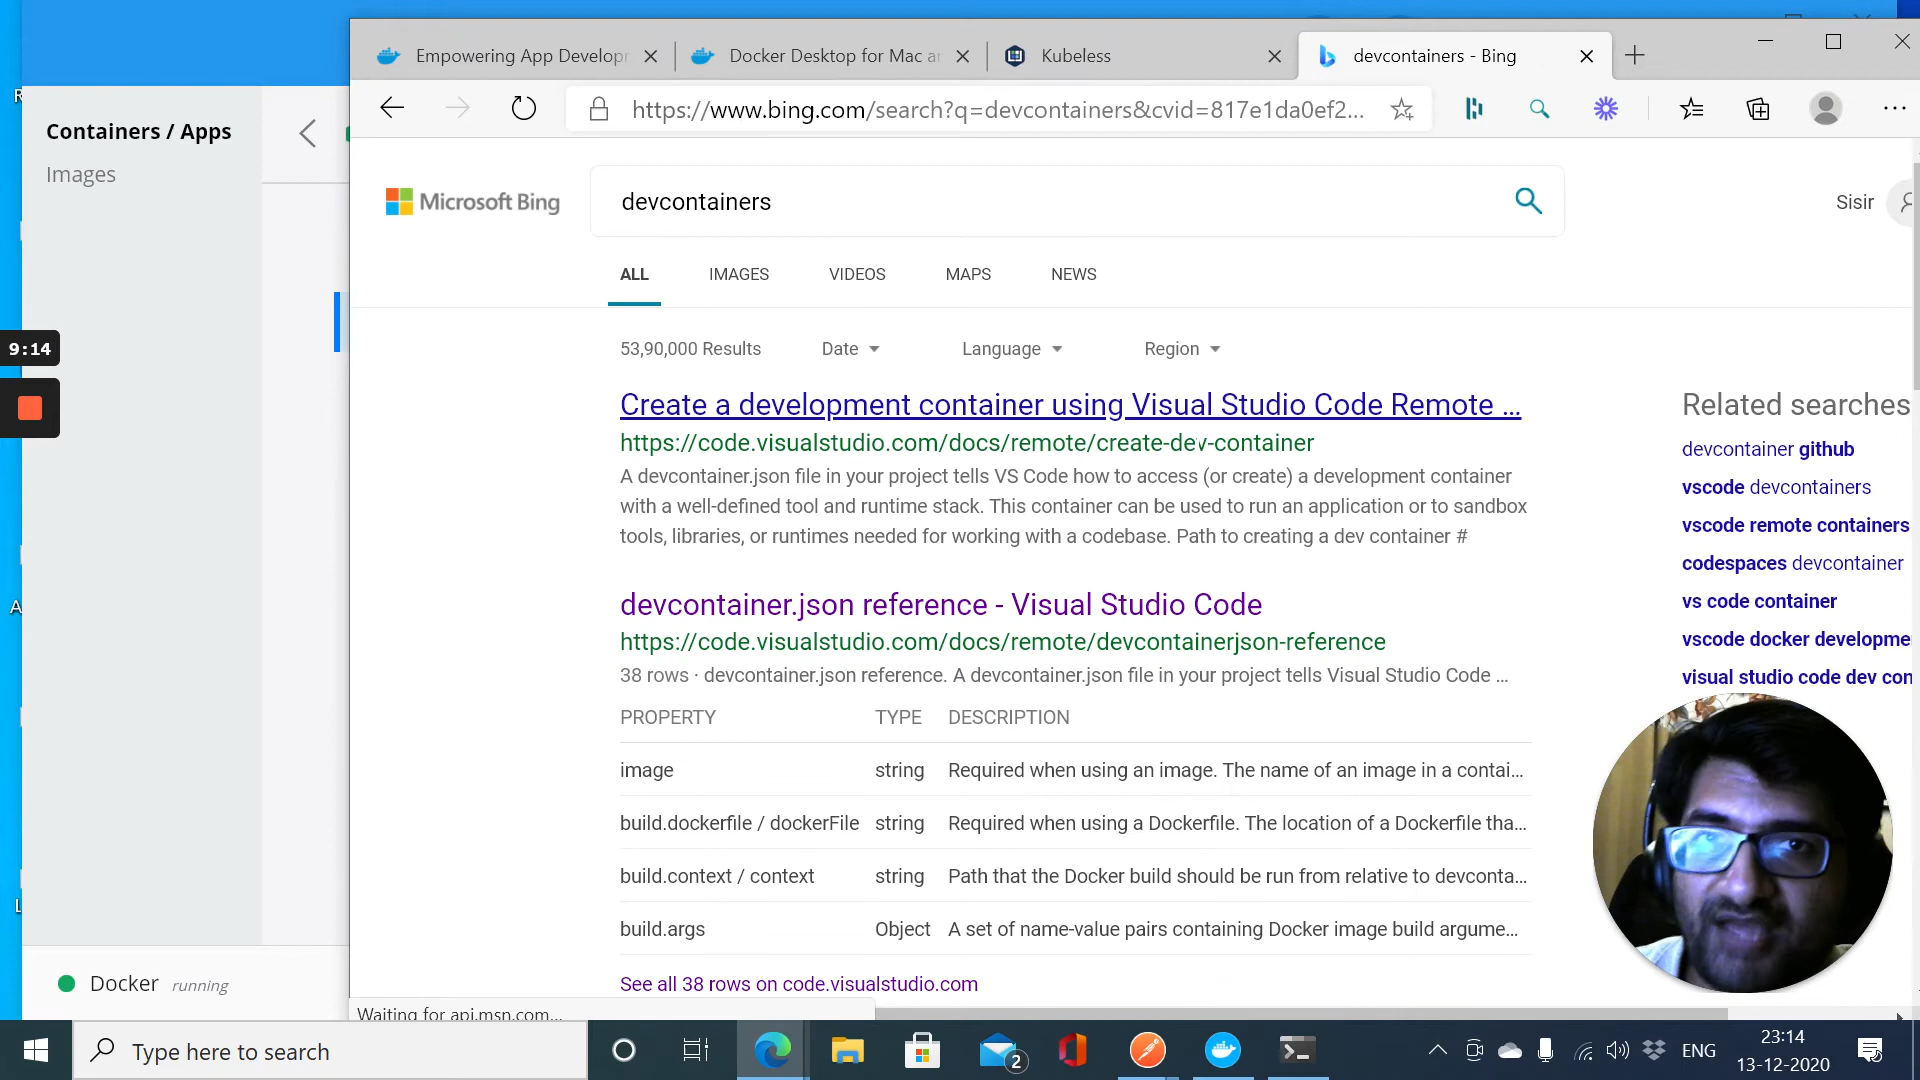 Empowering App Develop
Docker Desktop for Mac a
Kubeless
devcontainers - Bing
https://www.bing.com/search?q=devcontainers&cvid=817e1da0ef2...
Containers / Apps
Images
Microsoft Bing
devcontainers
Sisir
ALL
IMAGES
VIDEOS
MAPS
NEWS
53,90,000 Results
Date
Language
Region
9:14
Create a development container using Visual Studio Code Remote ...
https://code.visualstudio.com/docs/remote/create-dev-container
A devcontainer.json file in your project tells VS Code how to access (or create) a development container
with a well-defined tool and runtime stack. This container can be used to run an application or to sandbox
tools, libraries, or runtimes needed for working with a codebase. Path to creating a dev container #
devcontainer.json reference - Visual Studio Code
https://code.visualstudio.com/docs/remote/devcontainerjson-reference
38 rows · devcontainer.json reference. A devcontainer.json file in your project tells Visual Studio Code ...
PROPERTY TYPE DESCRIPTION
image string Required when using an image. The name of an image in a contai...
build.dockerfile / dockerFile string Required when using a Dockerfile. The location of a Dockerfile tha...
build.context / context string Path that the Docker build should be run from relative to devconta...
build.args Object A set of name-value pairs containing Docker image build argume...
See all 38 rows on code.visualstudio.com
Related searches
devcontainer github
vscode devcontainers
vscode remote containers
codespaces devcontainer
vs code container
vscode docker developme
visual studio code dev con
Docker running
Waiting for api.msn.com...
Type here to search
2
ENG
23:14
13-12-2020